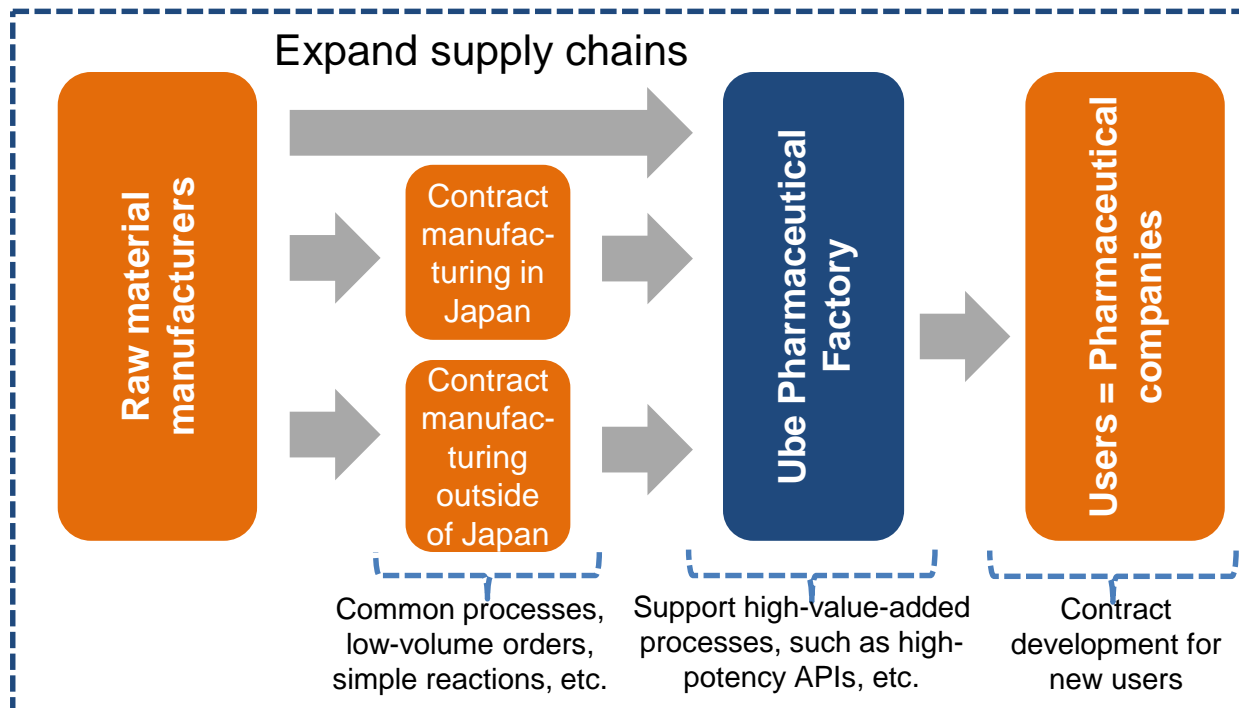 Expand supply chains
Raw material
manufacturers
Contract
manufac-
turing in
Japan
Contract
manufac-
turing
outside
of Japan
Ube Pharmaceutical
Factory
Users = Pharmaceutical
companies
Common processes,
low-volume orders,
simple reactions, etc.
Support high-value-added
processes, such as high-
potency APIs, etc.
Contract
development for
new users